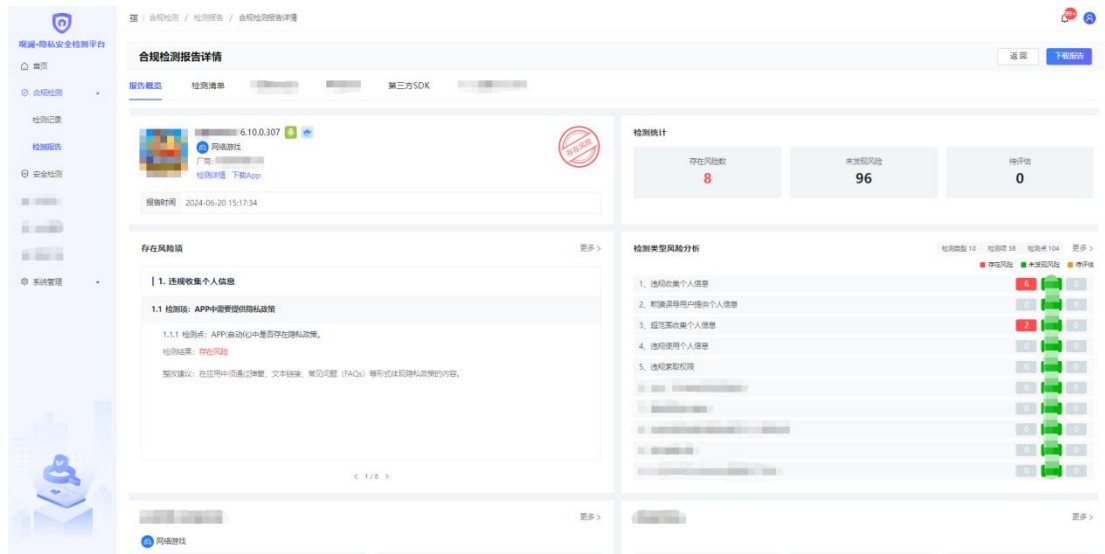 合规检测 / 检测报告 / 合规检测报告详情
99+
观澜•隐私安全检测平台
首页
合规检测
检测记录
检测报告
安全检测
系统管理
合规检测报告详情
返回
下载报告
报告概览
检测清单
第三方SDK
6.10.0.307
网络游戏
厂商:
检测详情 下载App
存在风险
报告时间 2024-06-20 15:17:34
检测统计
存在风险数
8
未发现风险
96
待评估
0
存在风险项
更多 >
1. 违规收集个人信息
1.1 检测项：APP中需要提供隐私政策
1.1.1 检测点：APP(自动化)中是否存在隐私政策。
检测结果：存在风险
整改建议：在应用中须通过弹窗、文本链接、常见问题（FAQs）等形式体现隐私政策的内容。
< 1 / 8 >
检测类型风险分析
检测类型 10 检测项 38 检测点 104 更多 >
存在风险 未发现风险 待评估
1、违规收集个人信息 6 0
2、欺骗误导用户提供个人信息 0 0
3、超范围收集个人信息 2 0
4、违规使用个人信息 0 0
5、违规索取权限 0 0
0 0
0 0
0 0
0 0
0 0
更多 >
网络游戏
更多 >